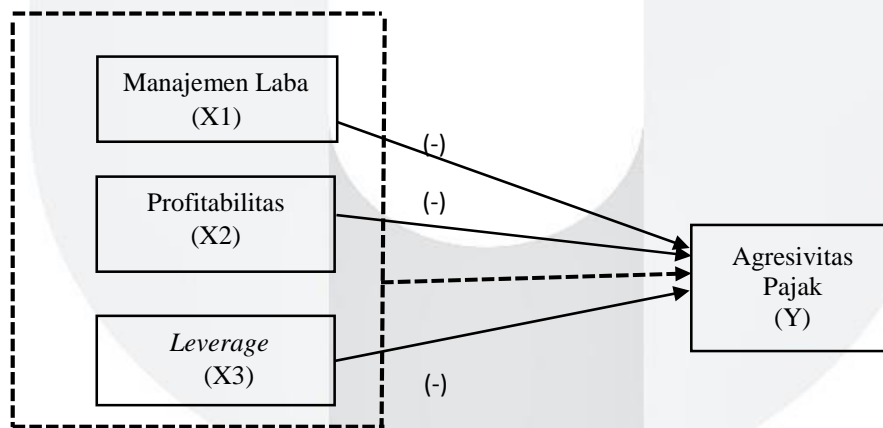 Manajemen Laba
(X1)
(-)
Profitabilitas
(X2)
(-)
Agresivitas
Pajak
(Y)
Leverage
(X3)
(-)